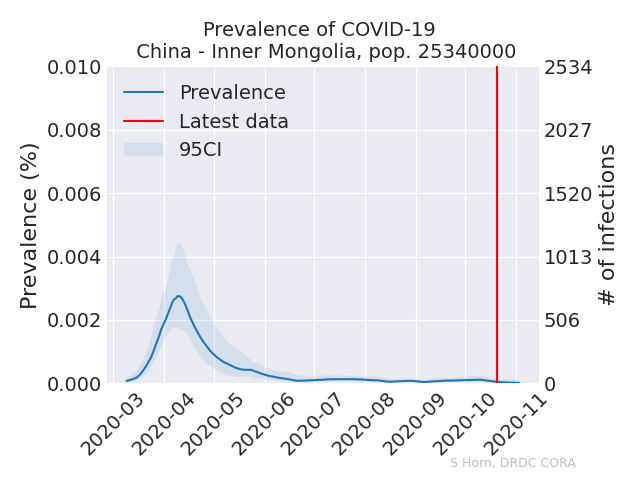 Prevalence of COVID-19
China - Inner Mongolia, pop. 25340000
Prevalence
Latest data
95CI
Prevalence (%)
0.010
0.008
0.006
0.004
0.002
0.000
2534
2027
1520
1013
506
0
# of infections
2020-03
2020-04
2020-05
2020-06
2020-07
2020-08
2020-09
2020-10
2020-11
S Horn, DRDC CORA